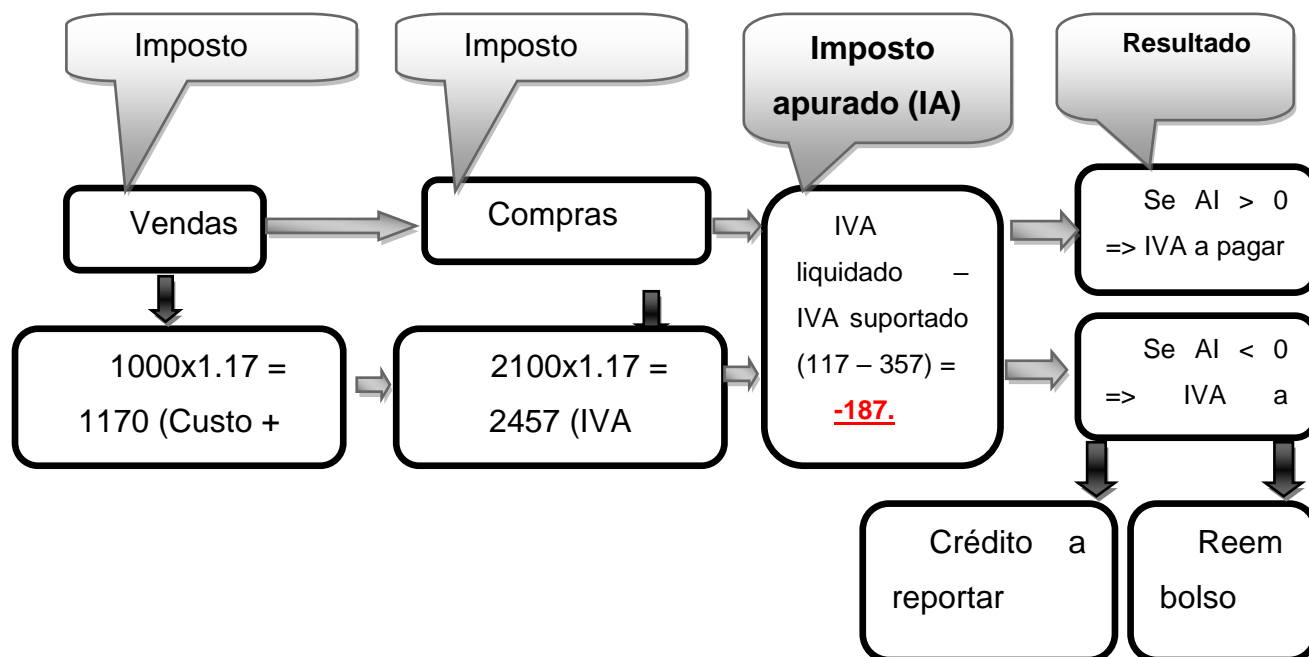 Imposto
Imposto
Imposto
apurado (IA)
Resultado
Vendas
Compras
IVA
liquidado –
IVA suportado
(117 – 357) =
-187.
Se AI > 0
=> IVA a pagar
1000x1.17 =
1170 (Custo +
2100x1.17 =
2457 (IVA
Se AI < 0
=> IVA a
Crédito a
reportar
Reem
bolso